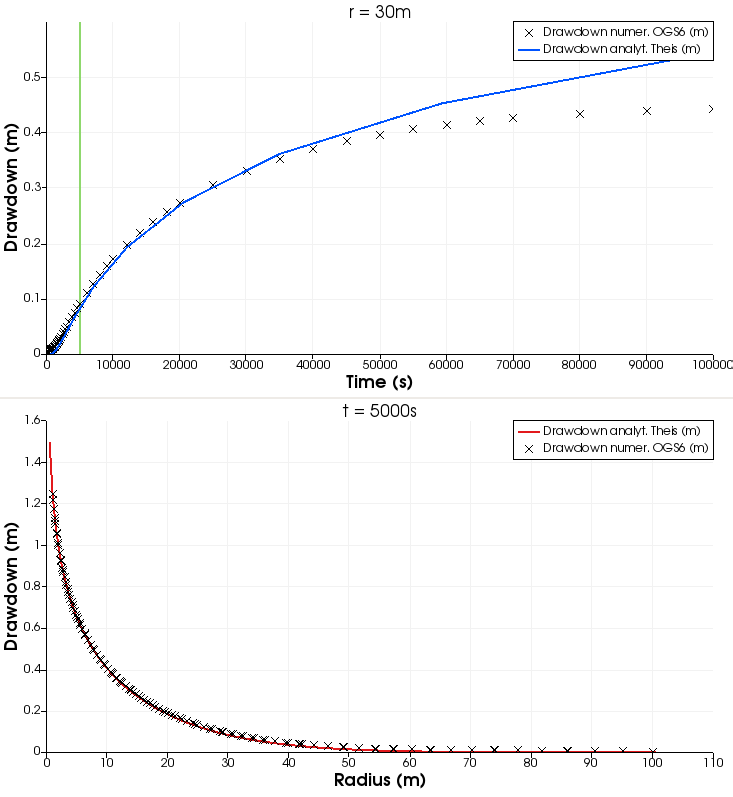 r = 30m
Drawdown numer. OGS6 (m)
Drawdown analyt. Theis (m)
Drawdown (m)
0.5
0.4
0.3
0.2
0.1
0
0 10000 20000 30000 40000 50000 60000 70000 80000 90000 100000
Time (s)
t = 5000s
Drawdown analyt. Theis (m)
Drawdown numer. OGS6 (m)
Drawdown (m)
1.6
1.4
1.2
1
0.8
0.6
0.4
0.2
0
0 10 20 30 40 50 60 70 80 90 100 110
Radius (m)